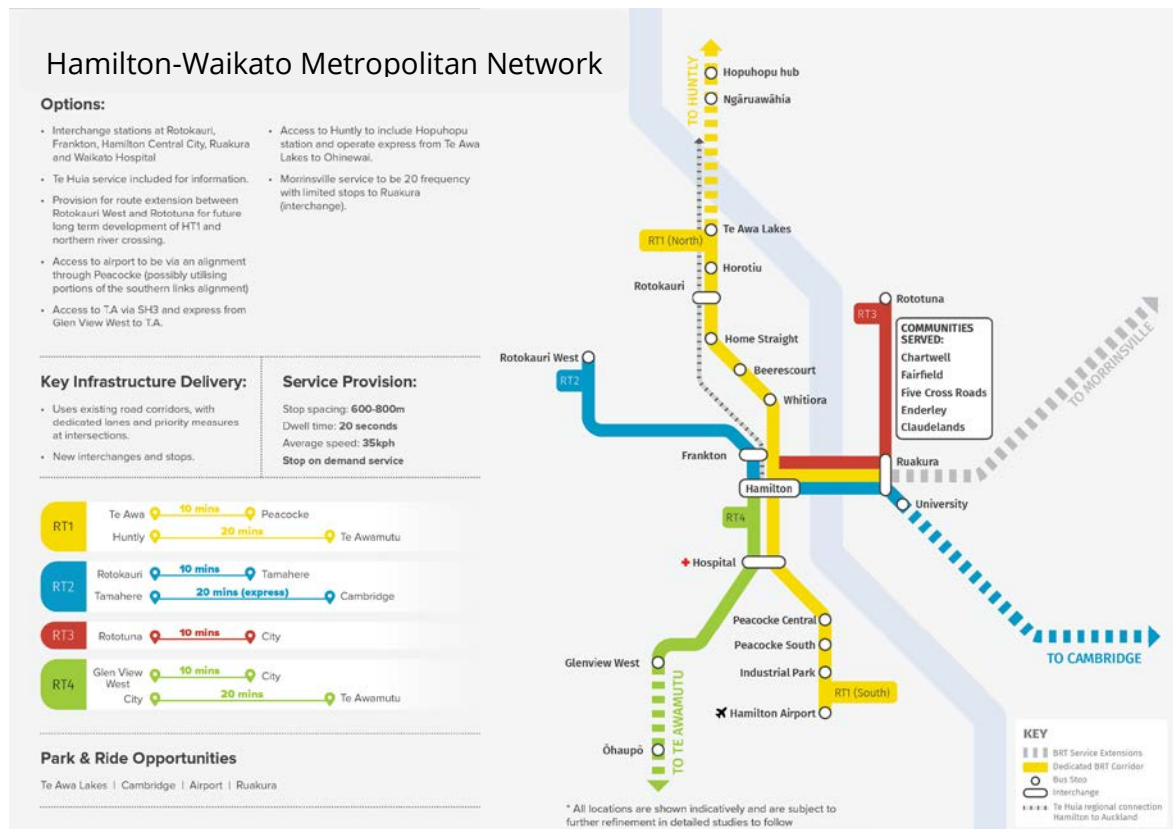 Hamilton-Waikato Metropolitan Network
Options:
• Interchange stations at Rotokauri,
Frankton, Hamilton Central City, Ruakura
and Waikato Hospital
• Te Huia service included for information.
• Provision for route extension between
Rotokauri West and Rototuna for future
long term development of HT1 and
northern river crossing.
• Access to airport to be via an alignment
through Peacocke (possibly utilising
portions of the southern links alignment)
• Access to T.A via SH3 and express from
Glen View West to T.A.
• Access to Huntly to include Hopuhopu
station and operate express from Te Awa
Lakes to Ohinewai.
• Morrinsville service to be 20 frequency
with limited stops to Ruakura
(interchange).
Key Infrastructure Delivery:
• Uses existing road corridors, with
dedicated lanes and priority measures
at intersections.
• New interchanges and stops.
Service Provision:
Stop spacing: 600-800m
Dwell time: 20 seconds
Average speed: 35kph
Stop on demand service
RT1
Te Awa 10 mins Peacocke
Huntly 20 mins Te Awamutu
RT2
Rotokauri 10 mins Tamahere
Tamahere 20 mins (express) Cambridge
RT3
Rototuna 10 mins City
RT4
Glen View
West 10 mins City
City 20 mins Te Awamutu
Park & Ride Opportunities
Te Awa Lakes | Cambridge | Airport | Ruakura
TO HUNTLY
Hopuhopu hub
Ngāruawāhia
Te Awa Lakes
RT1 (North)
Horotiu
Rotokauri
Home Straight
Beerescourt
Whitiora
Rotokauri West
RT2
Frankton
Hamilton
RT4
Hospital
Rototuna
RT3
COMMUNITIES
SERVED:
Chartwell
Fairfield
Five Cross Roads
Enderley
Claudelands
Ruakura
University
TO MORRINSVILLE
TO CAMBRIDGE
Peacocke Central
Peacocke South
Industrial Park
RT1 (South)
Hamilton Airport
Glenview West
Ōhaupō
TO TE AWAMUTU
* All locations are shown indicatively and are subject to
further refinement in detailed studies to follow
KEY
BRT Service Extensions
Dedicated BRT Corridor
Bus Stop
Interchange
Te Huia regional connection
Hamilton to Auckland